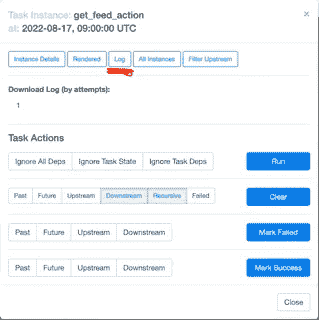 Task Instance: get_feed_action ×
at: 2022-08-17, 09:00:00 UTC
Instance Details Rendered Log All Instances Filter Upstream
Download Log (by attempts):
1
Task Actions
Ignore All Deps Ignore Task State Ignore Task Deps Run
Past Future Upstream Downstream Recursive Failed Clear
Past Future Upstream Downstream Mark Failed
Past Future Upstream Downstream Mark Success
Close